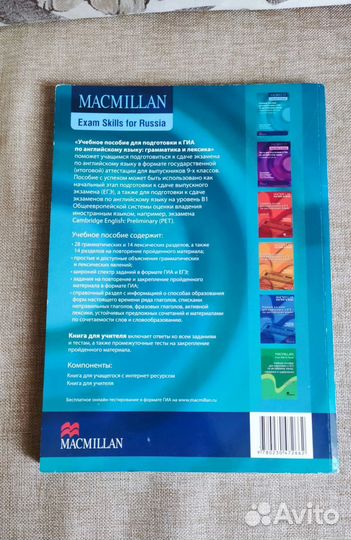 MACMILLAN
Exam Skills for Russia
«Учебное пособие для подготовки к ГИА
по английскому языку: грамматика и лексика»
поможет учащимся подготовиться к сдаче экзамена
по английскому языку в формате государственной
(итоговой) аттестации для выпускников 9-х классов.
Пособие с успехом может быть использовано как
начальный этап подготовки к сдаче выпускного
экзамена (ЕГЭ), а также для подготовки к сдаче
экзаменов по английскому языку на уровень В1
Общеевропейской системы оценки владения
иностранным языком, например, экзамена
Cambridge English: Preliminary (PET).
Учебное пособие содержит:
• 28 грамматических и 14 лексических разделов, а также
14 разделов на повторение пройденного материала;
• простые и доступные объяснения грамматических
и лексических явлений;
• широкий спектр заданий в формате ГИА и ЕГЭ;
• задания на повторение и закрепление пройденного
материала в формате ГИА;
• справочный раздел с информацией о способах образования
форм настоящего времени ряда глаголов, списками
неправильных глаголов, фразовых глаголов, активной
лексики, устойчивых предложных сочетаний и материалами
по сочетаемости слов и словообразованию.
Книга для учителя включает ответы ко всем заданиям
и тестам, а также промежуточные тесты на закрепление
пройденного материала.
Компоненты:
Книга для учащегося с интернет-ресурсом
Книга для учителя
Бесплатное онлайн-тестирование в формате ГИА на www.macmillan.ru
MACMILLAN
MACMILLAN
Avito